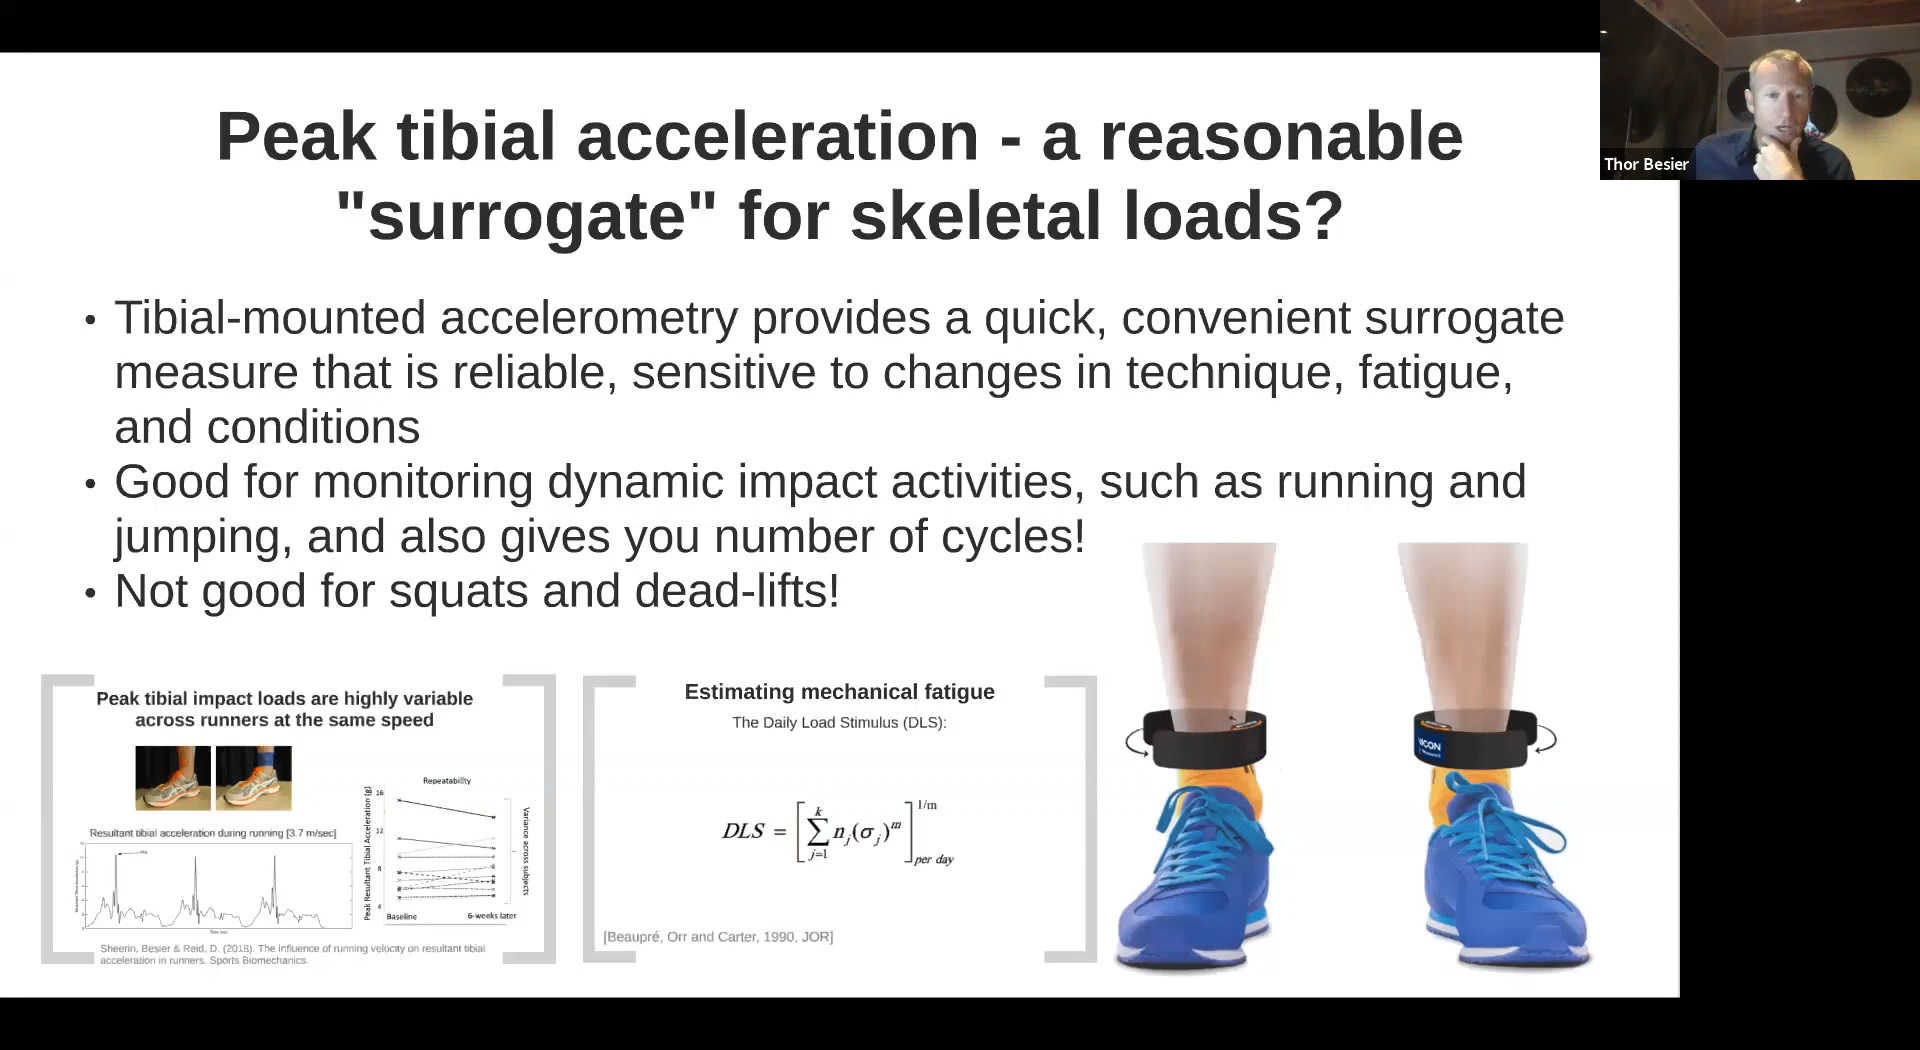 Peak tibial acceleration - a reasonable
"surrogate" for skeletal loads?
Thor Besier
• Tibial-mounted accelerometry provides a quick, convenient surrogate
measure that is reliable, sensitive to changes in technique, fatigue,
and conditions
• Good for monitoring dynamic impact activities, such as running and
jumping, and also gives you number of cycles!
• Not good for squats and dead-lifts!
Peak tibial impact loads are highly variable
across runners at the same speed
Repeatability
Peak Resultant Tibial Acceleration [g]
16
12
8
4
Baseline
6-weeks later
Variance across subjects
Resultant tibial acceleration during running [3.7 m/sec]
Sheerin, Besier & Reid, D. (2018). The influence of running velocity on resultant tibial
acceleration in runners. Sports Biomechanics.
Estimating mechanical fatigue
The Daily Load Stimulus (DLS):
DLS = [∑ k j=1 n j (σ j )^m ]^1/m per day
[Beaupré, Orr and Carter, 1990, JOR]